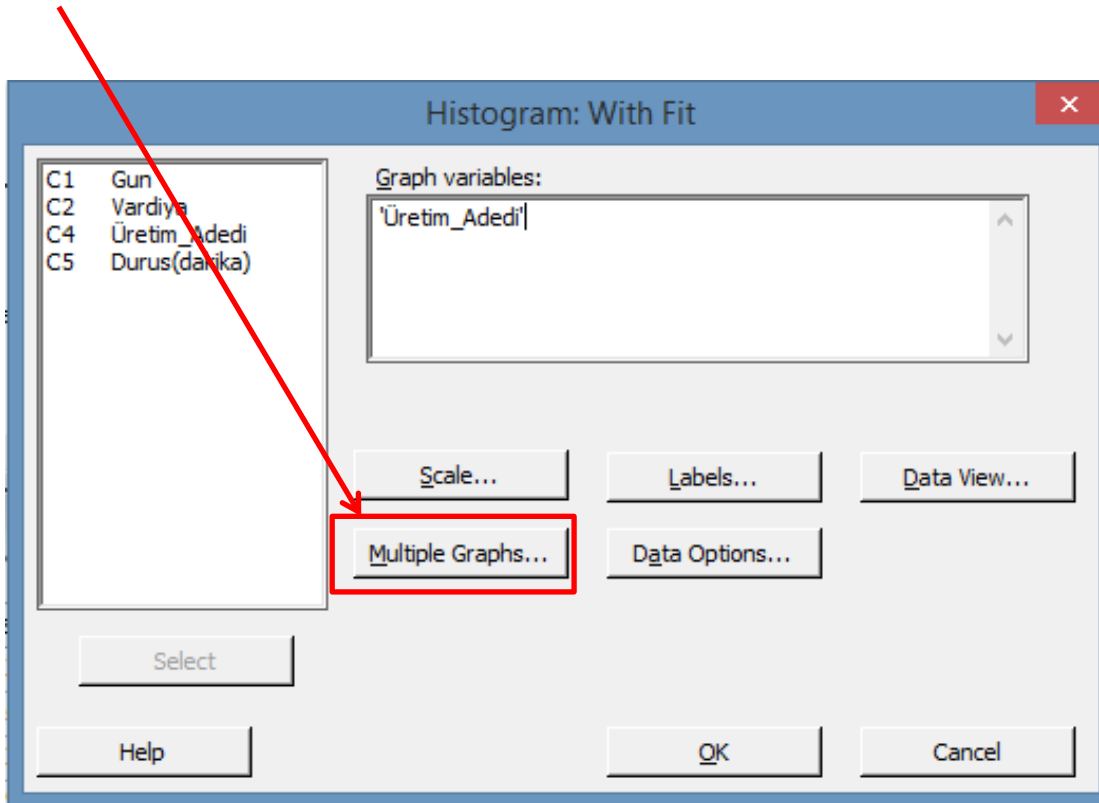 Histogram: With Fit
C1 Gun
C2 Vardiya
C4 Üretim_Adedi
C5 Durus(dakika)
Graph variables:
'Üretim_Adedi'
Scale...
Labels...
Data View...
Multiple Graphs...
Data Options...
Select
Help
OK
Cancel